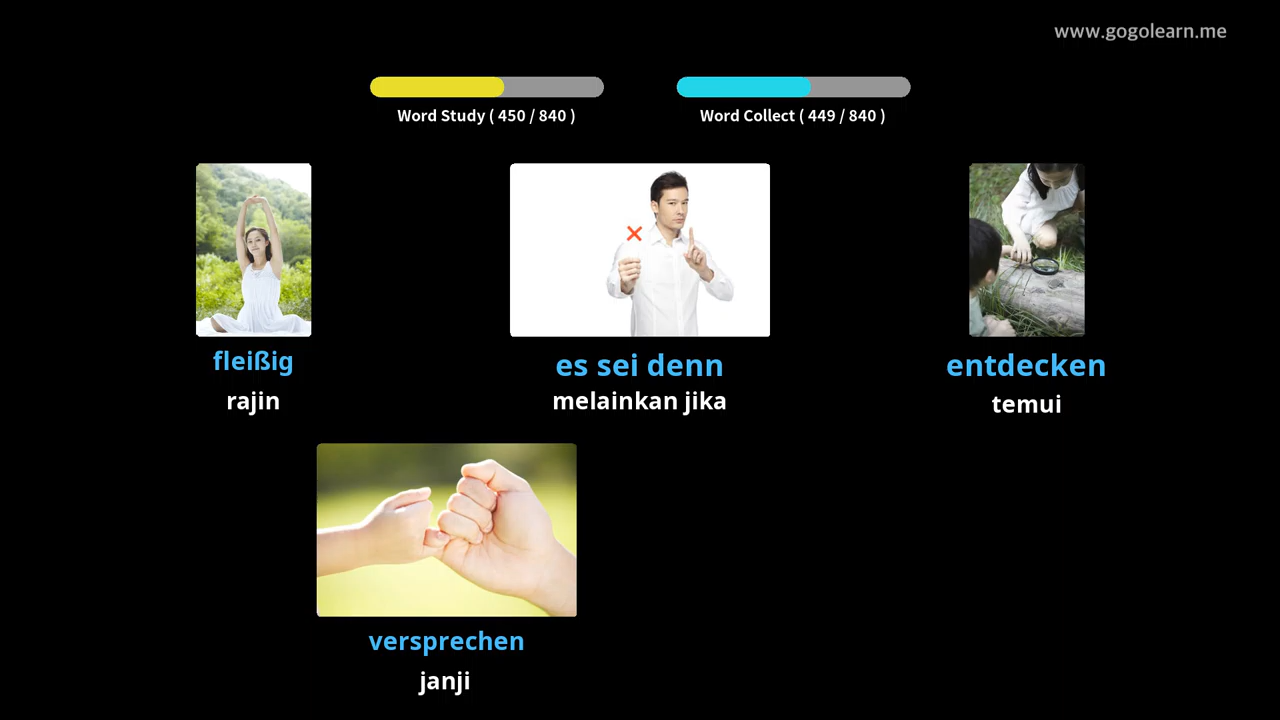 www.gogolearn.me
Word Study ( 450 / 840 )
Word Collect ( 449 / 840 )
fleißig
rajin
es sei denn
melainkan jika
entdecken
temui
versprechen
janji